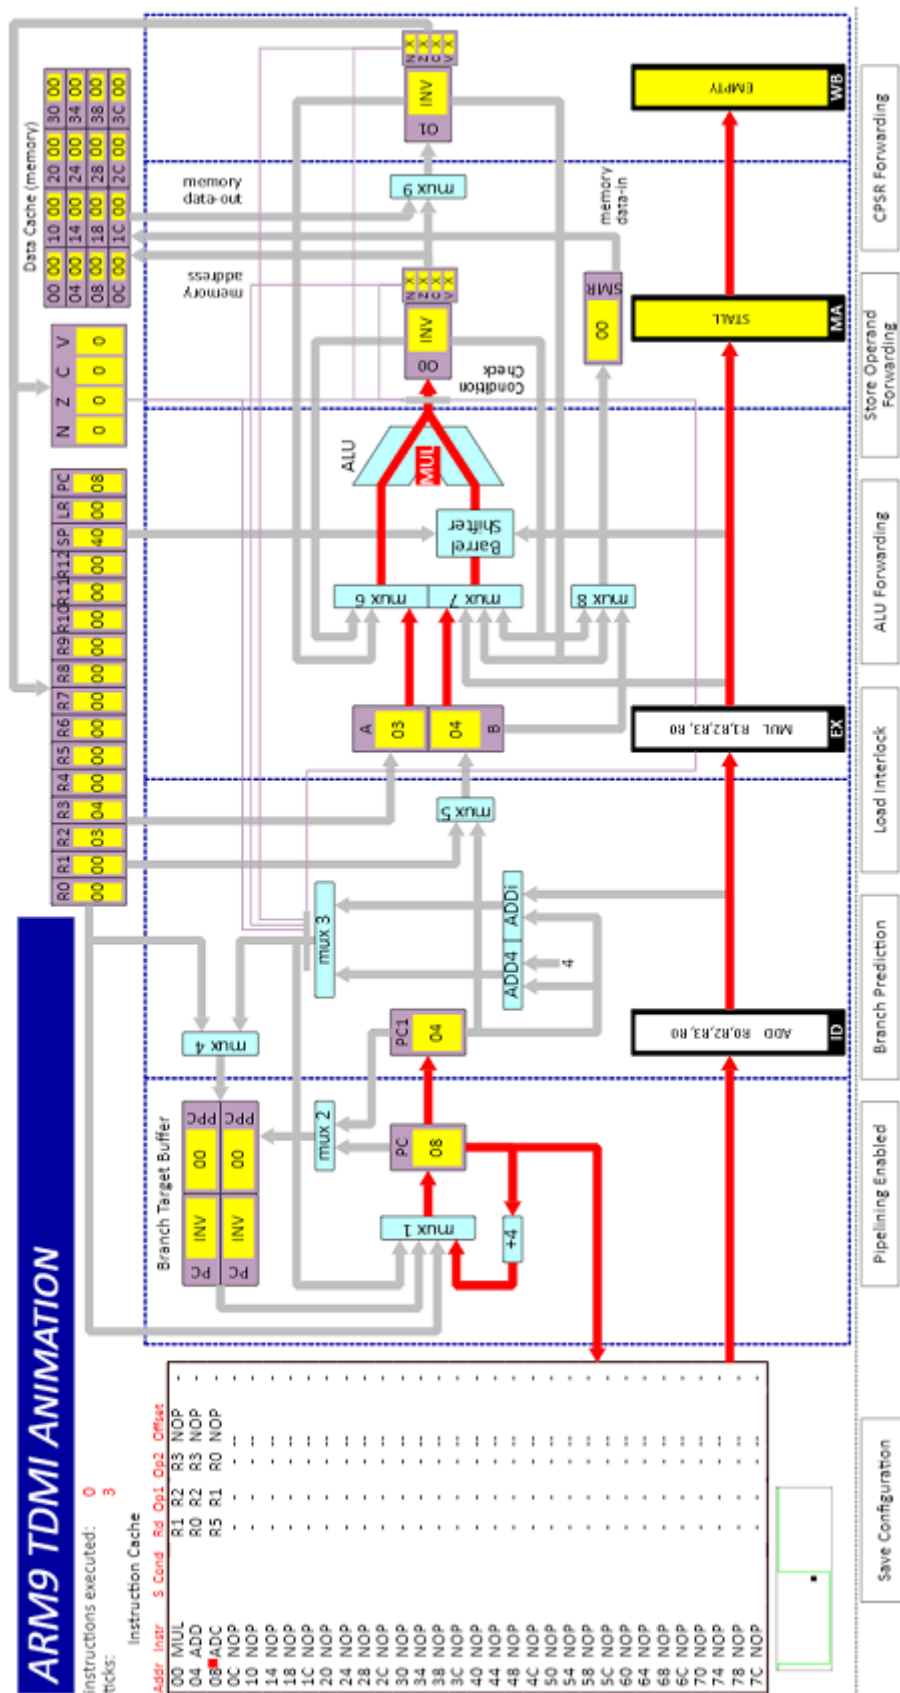 ARM9 TDMI ANIMATION
instructions executed: 0
ticks: 3
Instruction Cache
Addr Instr S Cond Rd Op1 Op2 Offset
00 MUL R1 R2 R3 NOP -
04 ADD R0 R2 R3 NOP -
08 ADC R5 R1 R0 NOP -
0C NOP - - - -- -
10 NOP - - - -- -
14 NOP - - - -- -
18 NOP - - - -- -
1C NOP - - - -- -
20 NOP - - - -- -
24 NOP - - - -- -
28 NOP - - - -- -
2C NOP - - - -- -
30 NOP - - - -- -
34 NOP - - - -- -
38 NOP - - - -- -
3C NOP - - - -- -
40 NOP - - - -- -
44 NOP - - - -- -
48 NOP - - - -- -
4C NOP - - - -- -
50 NOP - - - -- -
54 NOP - - - -- -
58 NOP - - - -- -
5C NOP - - - -- -
60 NOP - - - -- -
64 NOP - - - -- -
68 NOP - - - -- -
6C NOP - - - -- -
70 NOP - - - -- -
74 NOP - - - -- -
78 NOP - - - -- -
7C NOP - - - -- -
R0 R1 R2 R3 R4 R5 R6 R7 R8 R9 R10 R11 R12 SP LR PC
00 00 03 04 00 00 00 00 00 00 00 00 00 40 00 08
N Z C V
0 0 0 0
Data Cache (memory)
00 00 10 00 20 00 30 00
04 00 14 00 24 00 34 00
08 00 18 00 28 00 38 00
0C 00 1C 00 2C 00 3C 00
Branch Target Buffer
PC INV 00 PPC
PC INV 00 PPC
mux 4
mux 2
mux 3
mux 1
PC
08
+4
PC1
04
ADD4
ADDi
4
mux 5
A
03
04
B
mux 6
mux 7
mux 8
Barrel
Shifter
ALU
MUL
Condition
Check
O0
INV
N X
Z X
C X
V X
memory
address
00
SMR
memory
data-in
memory
data-out
mux 9
O1
INV
N X
Z X
C X
V X
ADD R0,R2,R3,R0
ID
MUL R1,R2,R3,R0
EX
STALL
MA
EMPTY
WB
Save Configuration
Pipelining Enabled
Branch Prediction
Load Interlock
ALU Forwarding
Store Operand
Forwarding
CPSR Forwarding